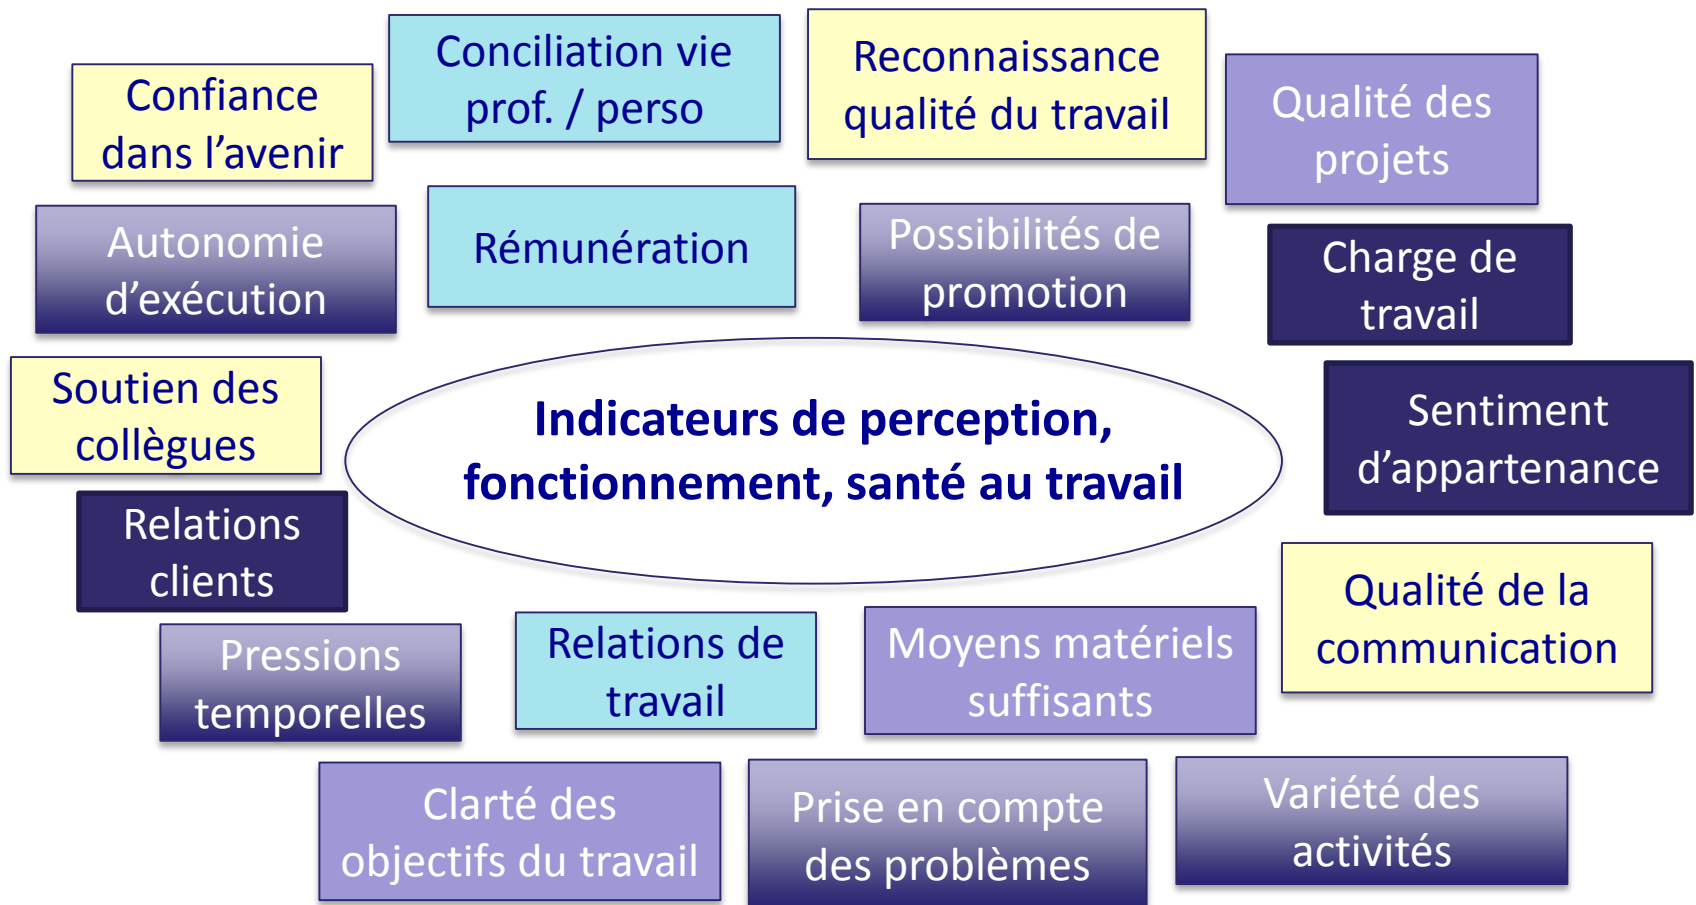 Conciliation vie
prof. / perso
Reconnaissance
qualité du travail
Confiance
dans l’avenir
Qualité des
projets
Autonomie
d’exécution
Rémunération
Possibilités de
promotion
Charge de
travail
Soutien des
collègues
Indicateurs de perception,
fonctionnement, santé au travail
Sentiment
d’appartenance
Relations
clients
Qualité de la
communication
Pressions
temporelles
Relations de
travail
Moyens matériels
suffisants
Clarté des
objectifs du travail
Prise en compte
des problèmes
Variété des
activités